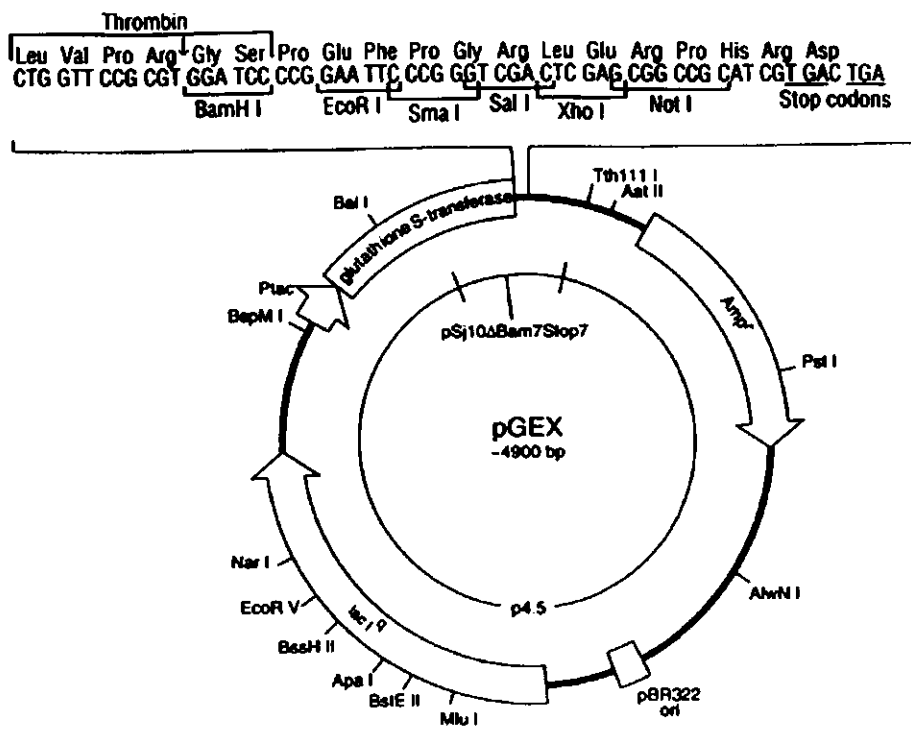 Thrombin
Leu Val Pro Arg Gly Ser Pro Glu Phe Pro Gly Arg Leu Glu Arg Pro His Arg Asp
CTG GTT CCG CGT GGA TCC CCG GAA TTC CCG GGT CGA CTC GAG CGG CCG CAT CGT GAC TGA
BamH I
EcoR I
Sma I
Sal I
Xho I
Not I
Stop codons
Tth111 I
Aat II
Bal I
glutathione S-transferase
Ptac
BspM I
pSj10ΔBam7Stop7
Ampr
Pst I
pGEX
~4900 bp
Nar I
EcoR V
BssH II
Apa I
BstE II
Mlu I
lac Iq
p4.5
AlwN I
pBR322
ori